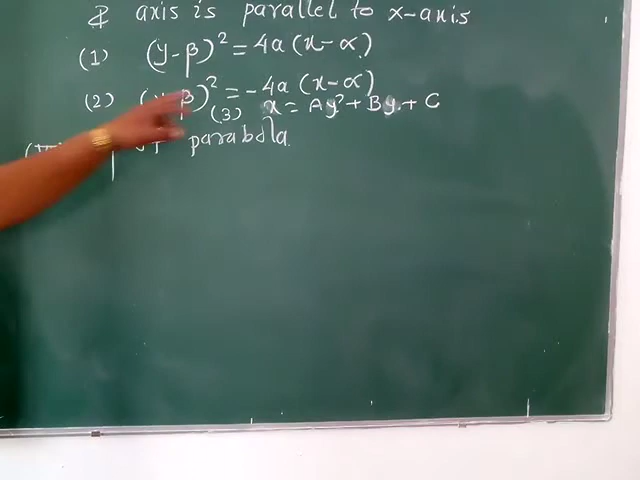 & axis is parallel to x-axis
(1) (y-β)² = 4a (x-α)
(2) β)² = -4a (x-α)
(3) x = Ay² + By + C
parabola